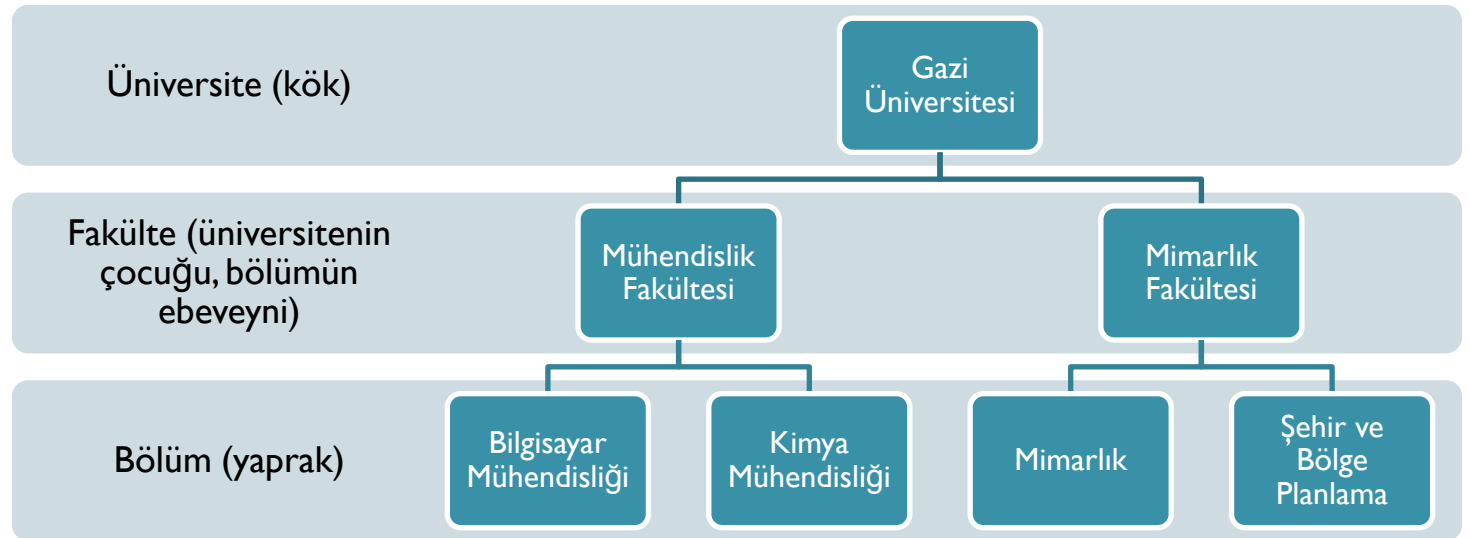 Üniversite (kök)
Gazi
Üniversitesi
Fakülte (üniversitenin
çocuğu, bölümün
ebeveyni)
Mühendislik
Fakültesi
Mimarlık
Fakültesi
Bölüm (yaprak)
Bilgisayar
Mühendisliği
Kimya
Mühendisliği
Mimarlık
Şehir ve
Bölge
Planlama